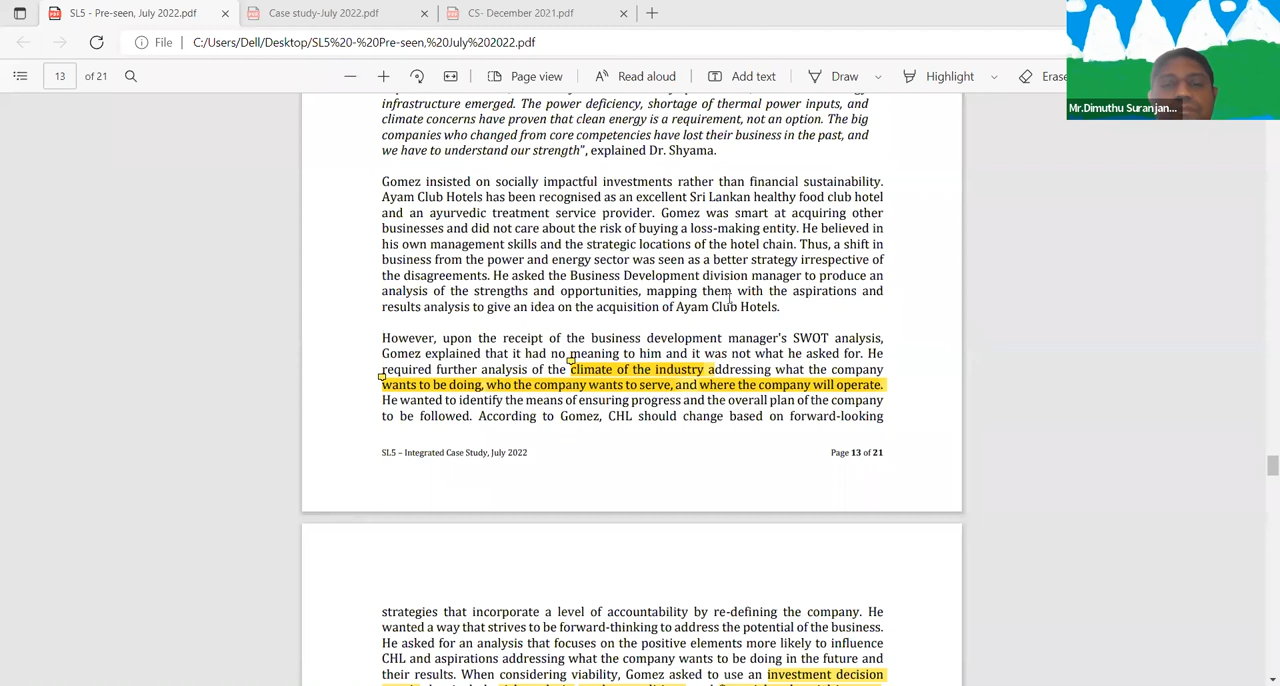 SL5 - Pre-seen, July 2022.pdf
Case study-July 2022.pdf
CS- December 2021.pdf
File | C:/Users/Dell/Desktop/SL5%20-%20Pre-seen,%20July%202022.pdf
13 of 21
Page view
Read aloud
Add text
Draw
Highlight
Erase
Mr.Dimuthu Suranjan...
infrastructure emerged. The power deficiency, shortage of thermal power inputs, and
climate concerns have proven that clean energy is a requirement, not an option. The big
companies who changed from core competencies have lost their business in the past, and
we have to understand our strength", explained Dr. Shyama.
Gomez insisted on socially impactful investments rather than financial sustainability.
Ayam Club Hotels has been recognised as an excellent Sri Lankan healthy food club hotel
and an ayurvedic treatment service provider. Gomez was smart at acquiring other
businesses and did not care about the risk of buying a loss-making entity. He believed in
his own management skills and the strategic locations of the hotel chain. Thus, a shift in
business from the power and energy sector was seen as a better strategy irrespective of
the disagreements. He asked the Business Development division manager to produce an
analysis of the strengths and opportunities, mapping them with the aspirations and
results analysis to give an idea on the acquisition of Ayam Club Hotels.
However, upon the receipt of the business development manager's SWOT analysis,
Gomez explained that it had no meaning to him and it was not what he asked for. He
required further analysis of the climate of the industry addressing what the company
wants to be doing, who the company wants to serve, and where the company will operate.
He wanted to identify the means of ensuring progress and the overall plan of the company
to be followed. According to Gomez, CHL should change based on forward-looking
SL5 – Integrated Case Study, July 2022
Page 13 of 21
strategies that incorporate a level of accountability by re-defining the company. He
wanted a way that strives to be forward-thinking to address the potential of the business.
He asked for an analysis that focuses on the positive elements more likely to influence
CHL and aspirations addressing what the company wants to be doing in the future and
their results. When considering viability, Gomez asked to use an investment decision